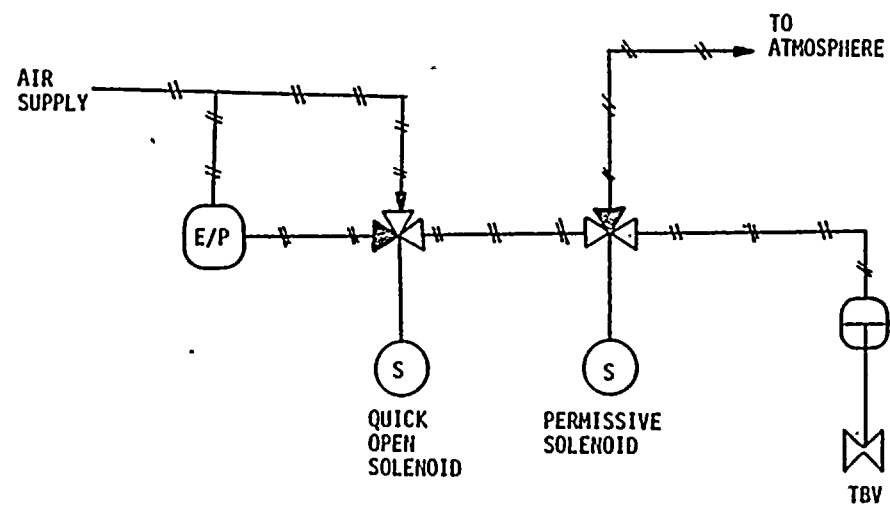 TO
ATMOSPHERE
AIR
SUPPLY
E/P
S
S
QUICK
OPEN
SOLENOID
PERMISSIVE
SOLENOID
TBV